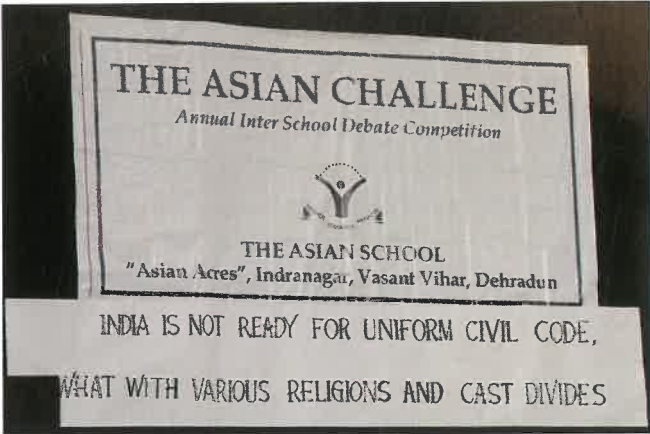 THE ASIAN CHALLENGE
Annual Inter School Debate Competition
THE ASIAN SCHOOL
"Asian Acres", Indranagar, Vasant Vihar, Dehradun
INDIA IS NOT READY FOR UNIFORM CIVIL CODE,
WHAT WITH VARIOUS RELIGIONS AND CAST DIVIDES